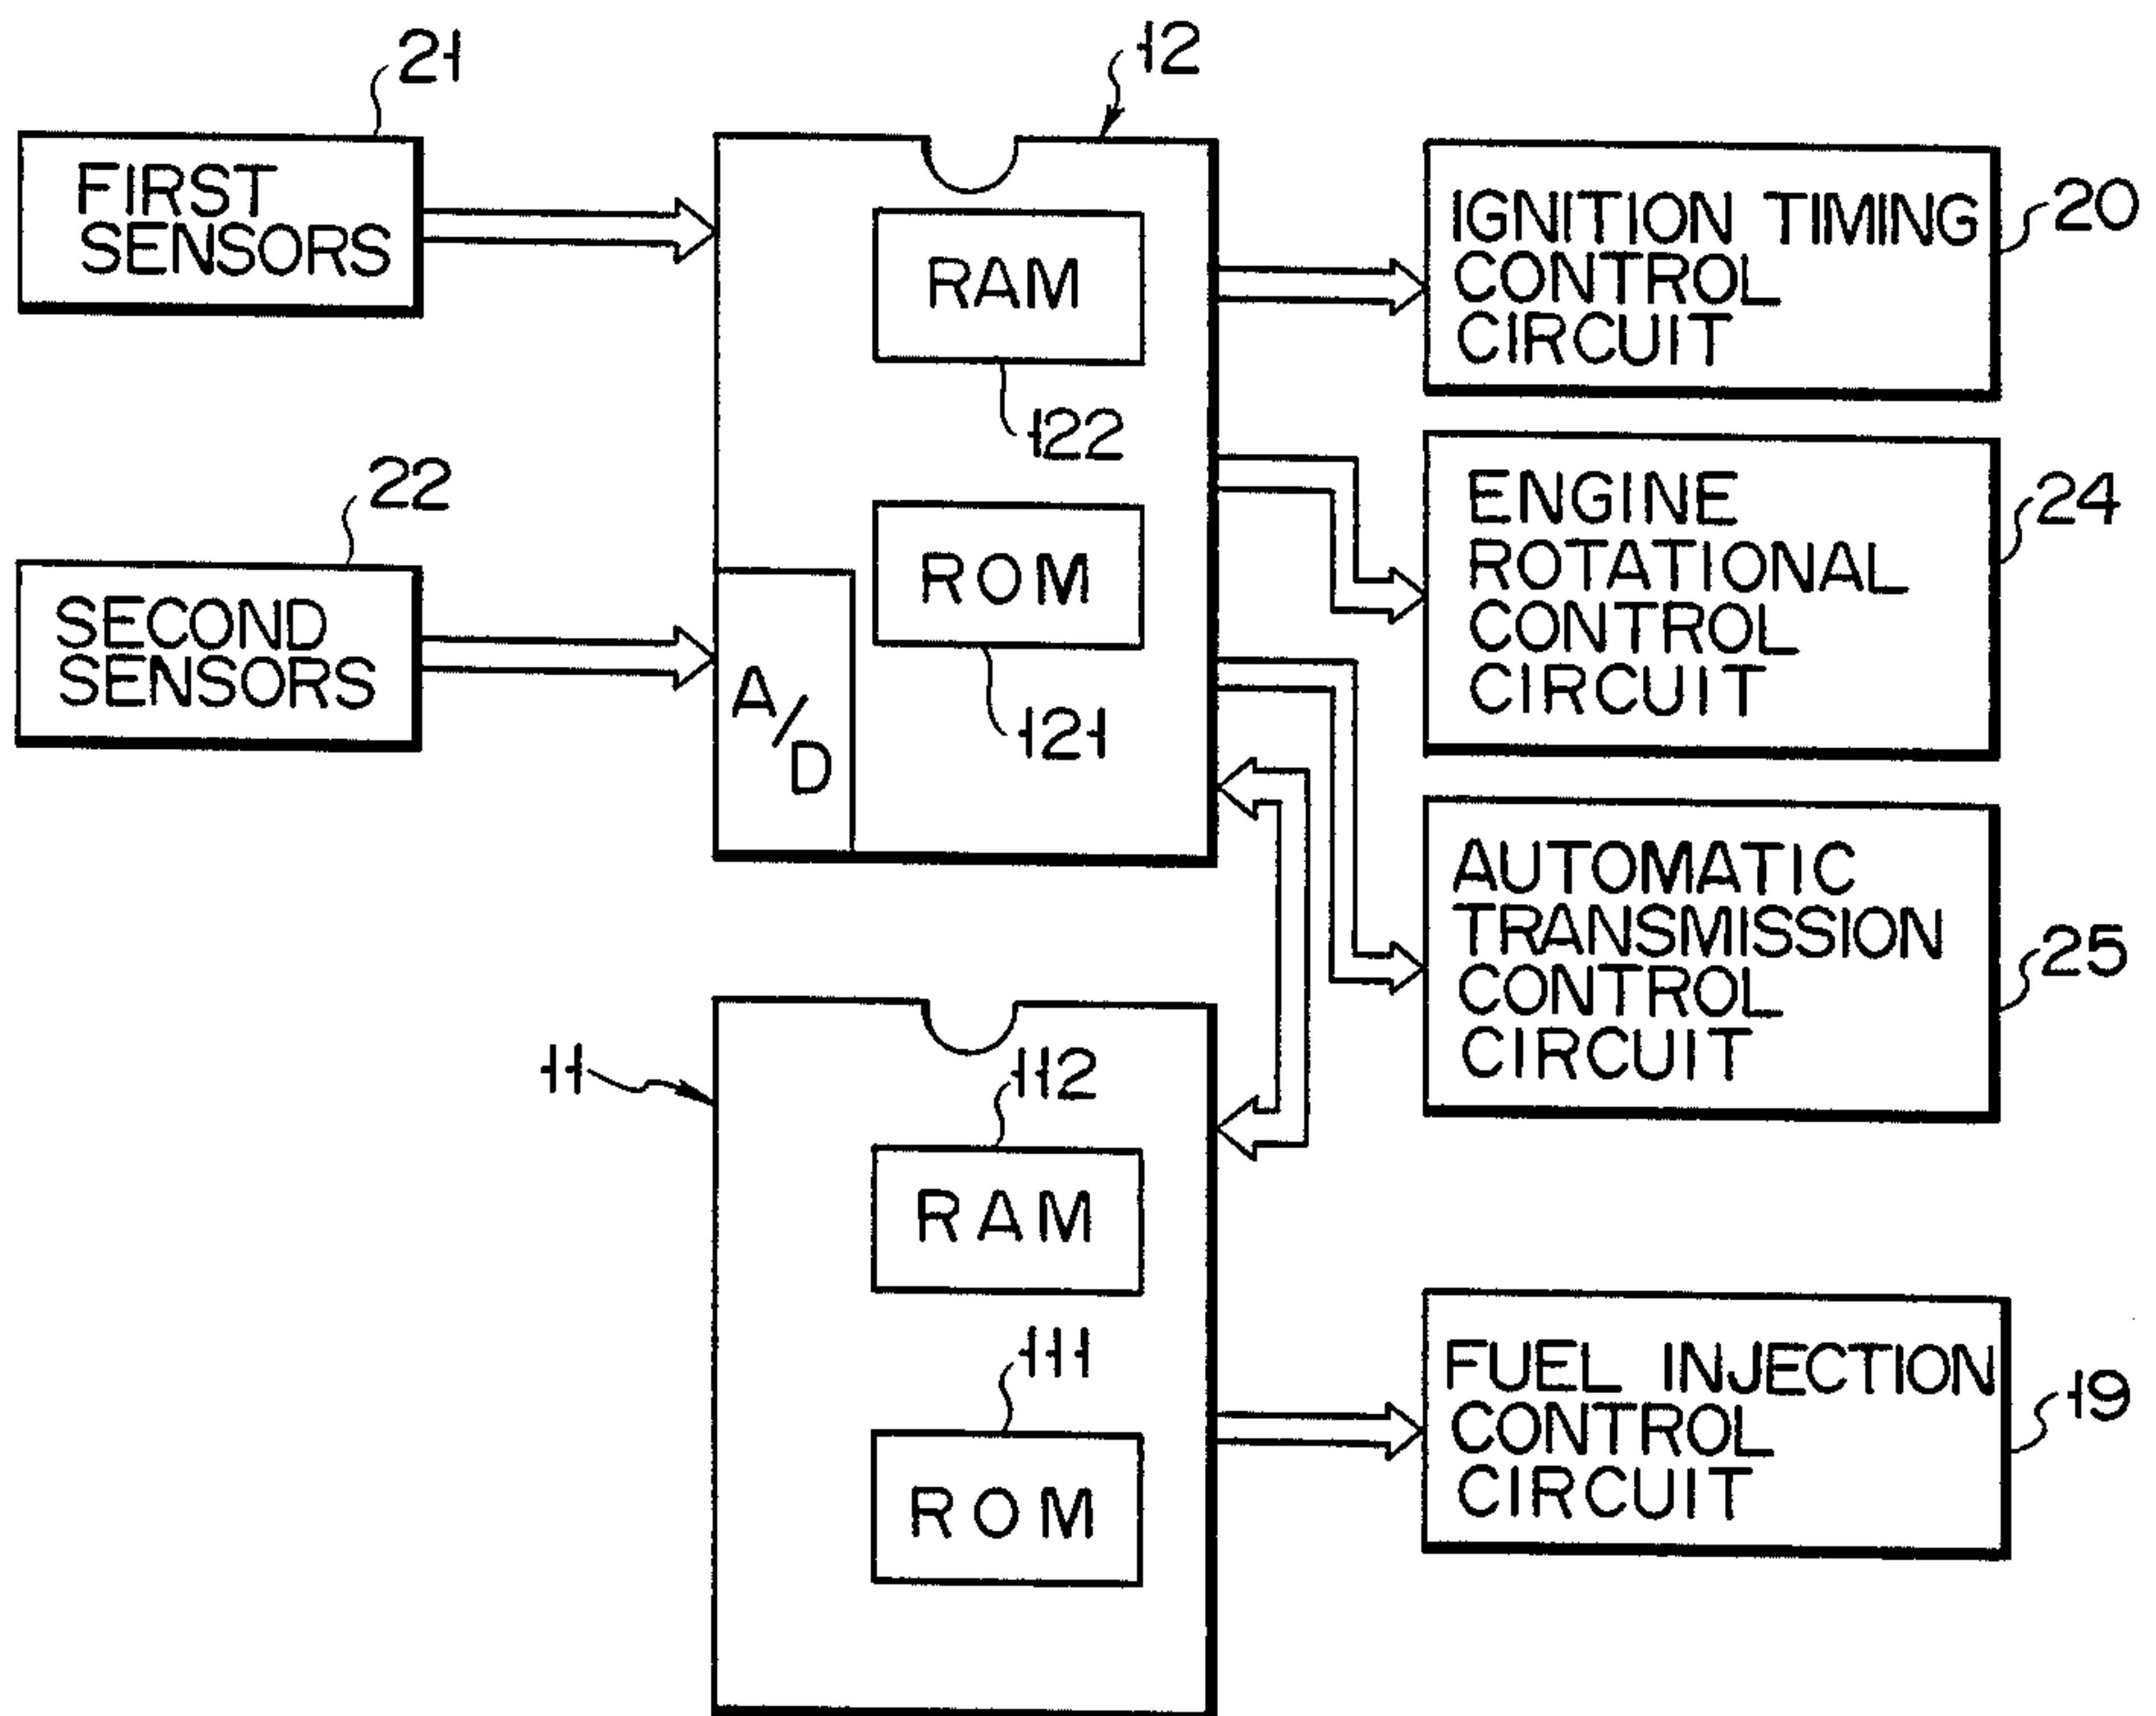 21
FIRST
SENSORS
22
SECOND
SENSORS
12
RAM
122
ROM
121
A/D
11
112
RAM
111
ROM
IGNITION TIMING
CONTROL
CIRCUIT
20
ENGINE
ROTATIONAL
CONTROL
CIRCUIT
24
AUTOMATIC
TRANSMISSION
CONTROL
CIRCUIT
25
FUEL INJECTION
CONTROL
CIRCUIT
19